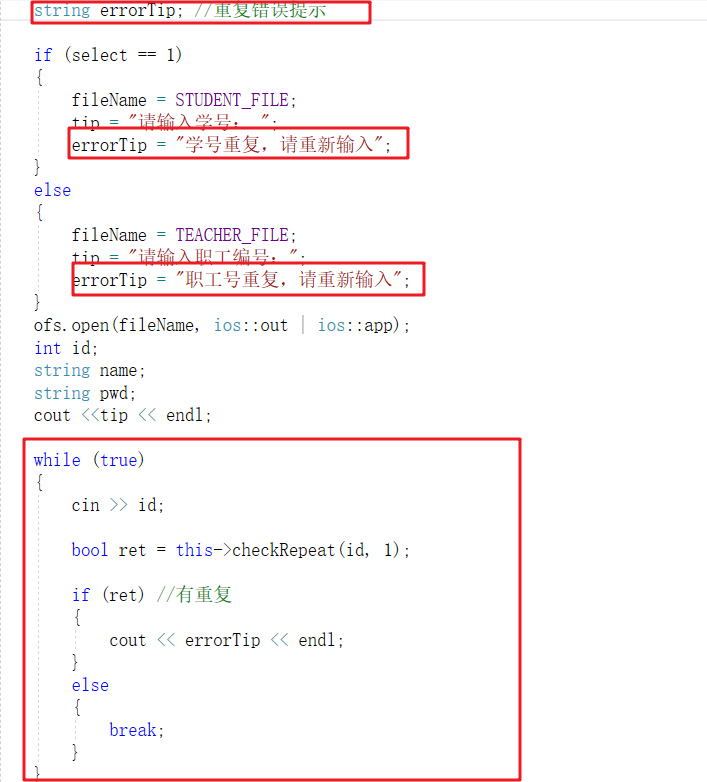 string errorTip; //重复错误提示
if (select == 1)
{
fileName = STUDENT_FILE;
tip = "请输入学号： ";
errorTip = "学号重复，请重新输入";
}
else
{
fileName = TEACHER_FILE;
tip = "请输入职工编号：";
errorTip = "职工号重复，请重新输入";
}
ofs.open(fileName, ios::out | ios::app);
int id;
string name;
string pwd;
cout <<tip << endl;
while (true)
{
cin >> id;
bool ret = this->checkRepeat(id, 1);
if (ret) //有重复
{
cout << errorTip << endl;
}
else
{
break;
}
}